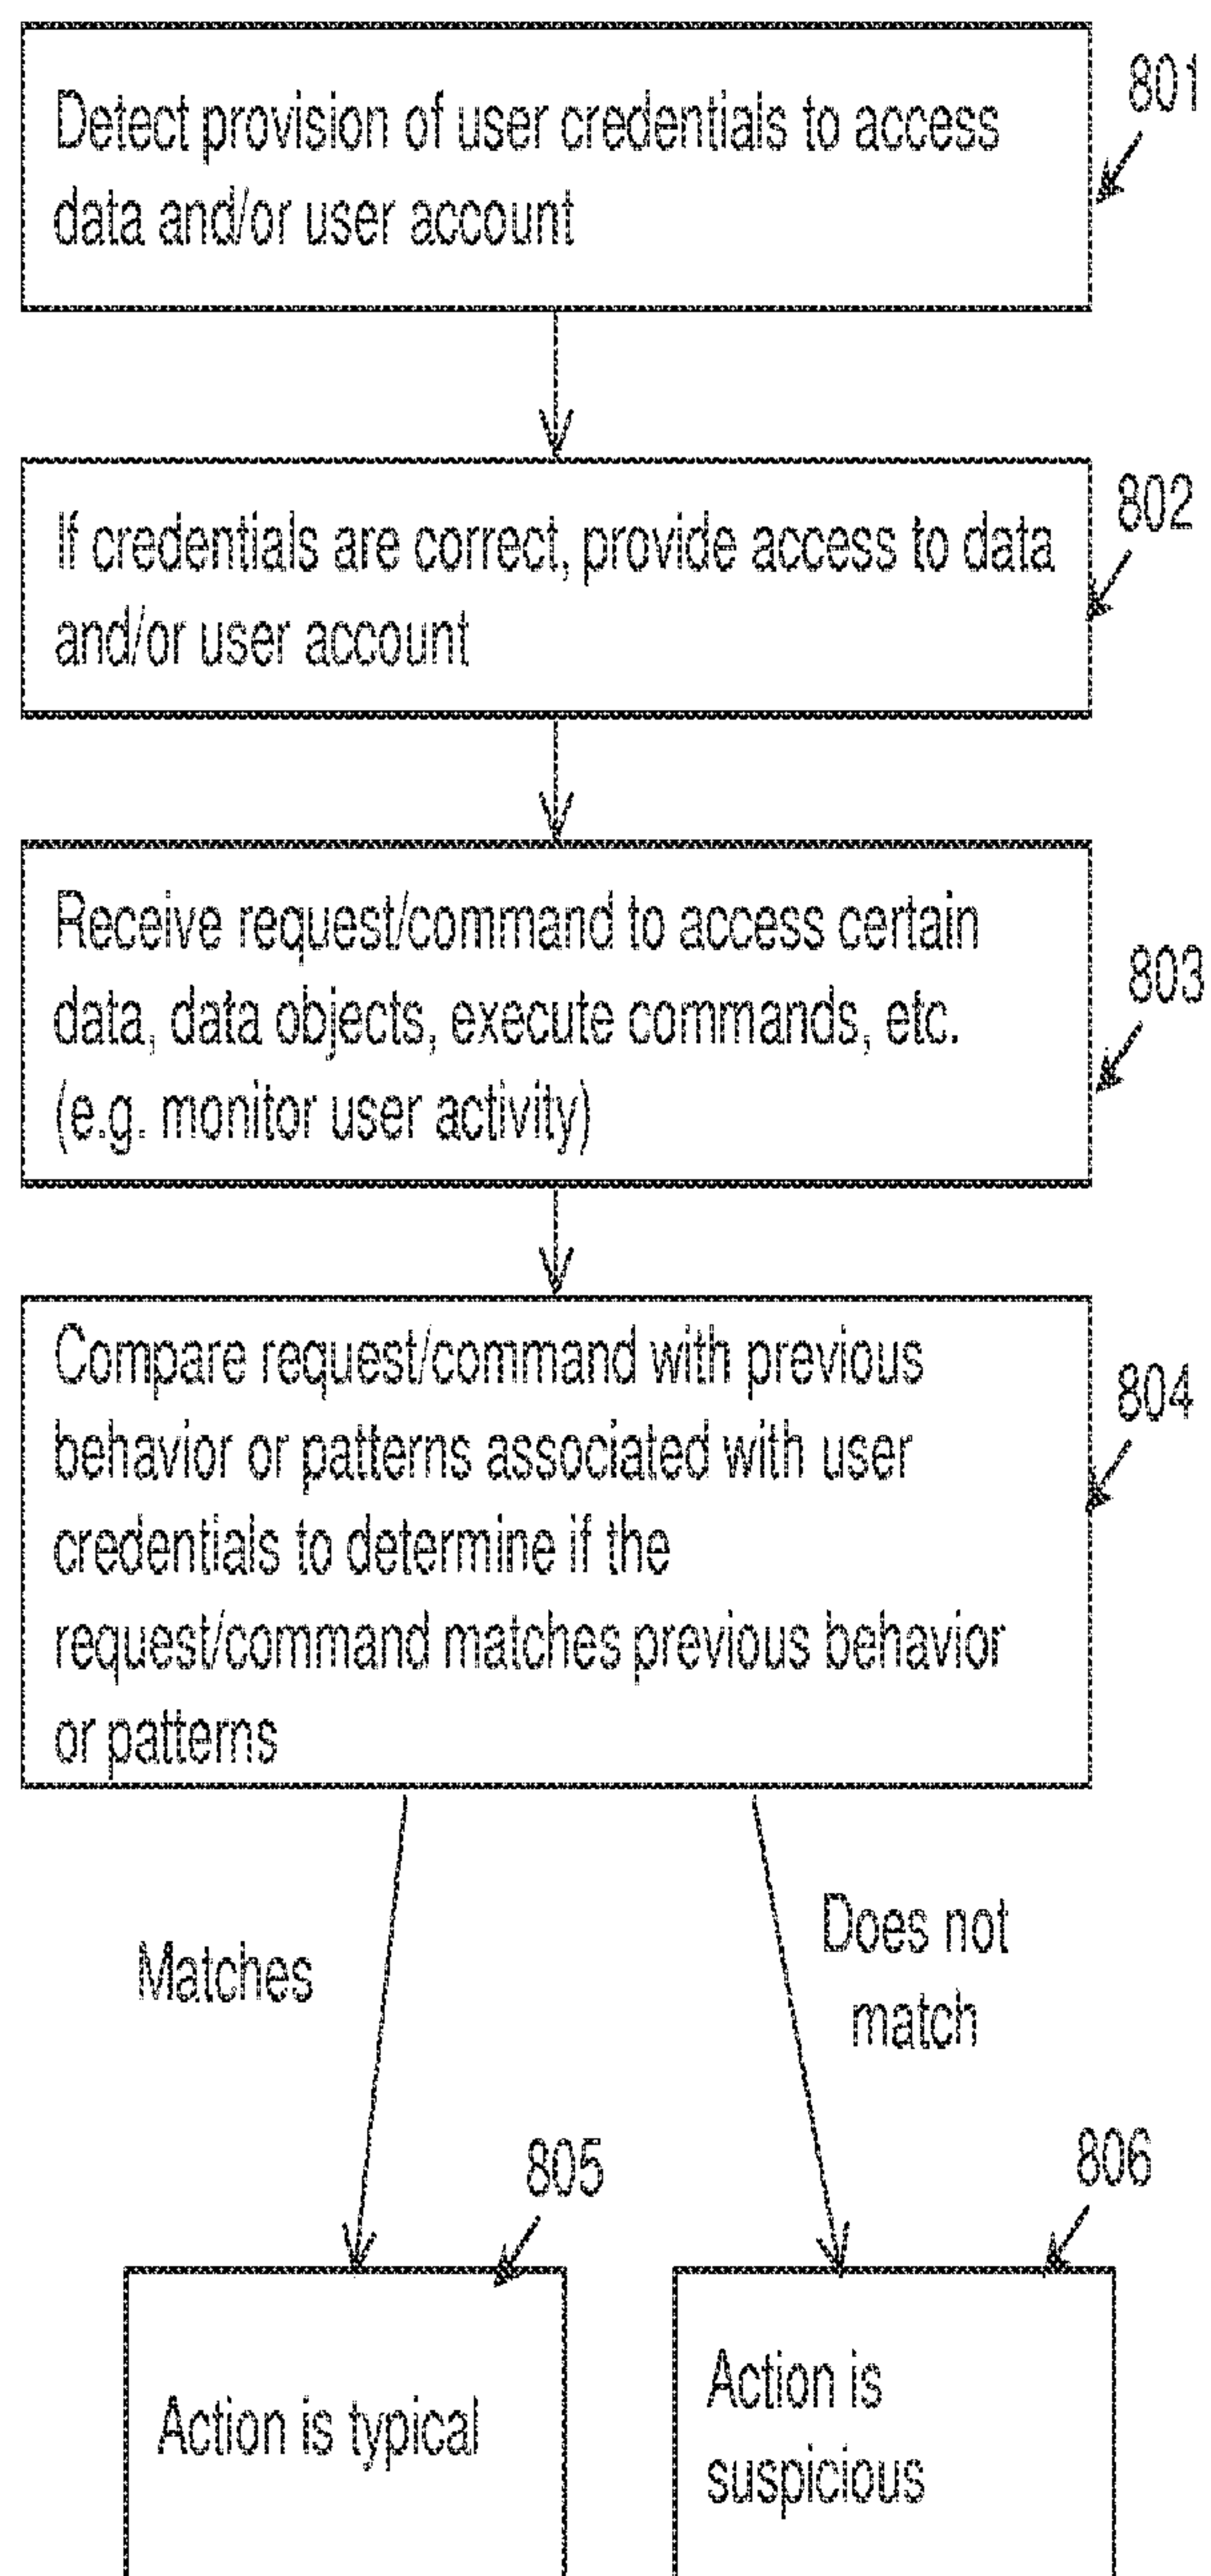 801
Detect provision of user credentials to access
data and/or user account
802
If credentials are correct, provide access to data
and/or user account
803
Receive request/command to access certain
data, data objects, execute commands, etc.
(e.g. monitor user activity)
804
Compare request/command with previous
behavior or patterns associated with user
credentials to determine if the
request/command matches previous behavior
or patterns
Matches
Does not
match
805
806
Action is typical
Action is
suspicious